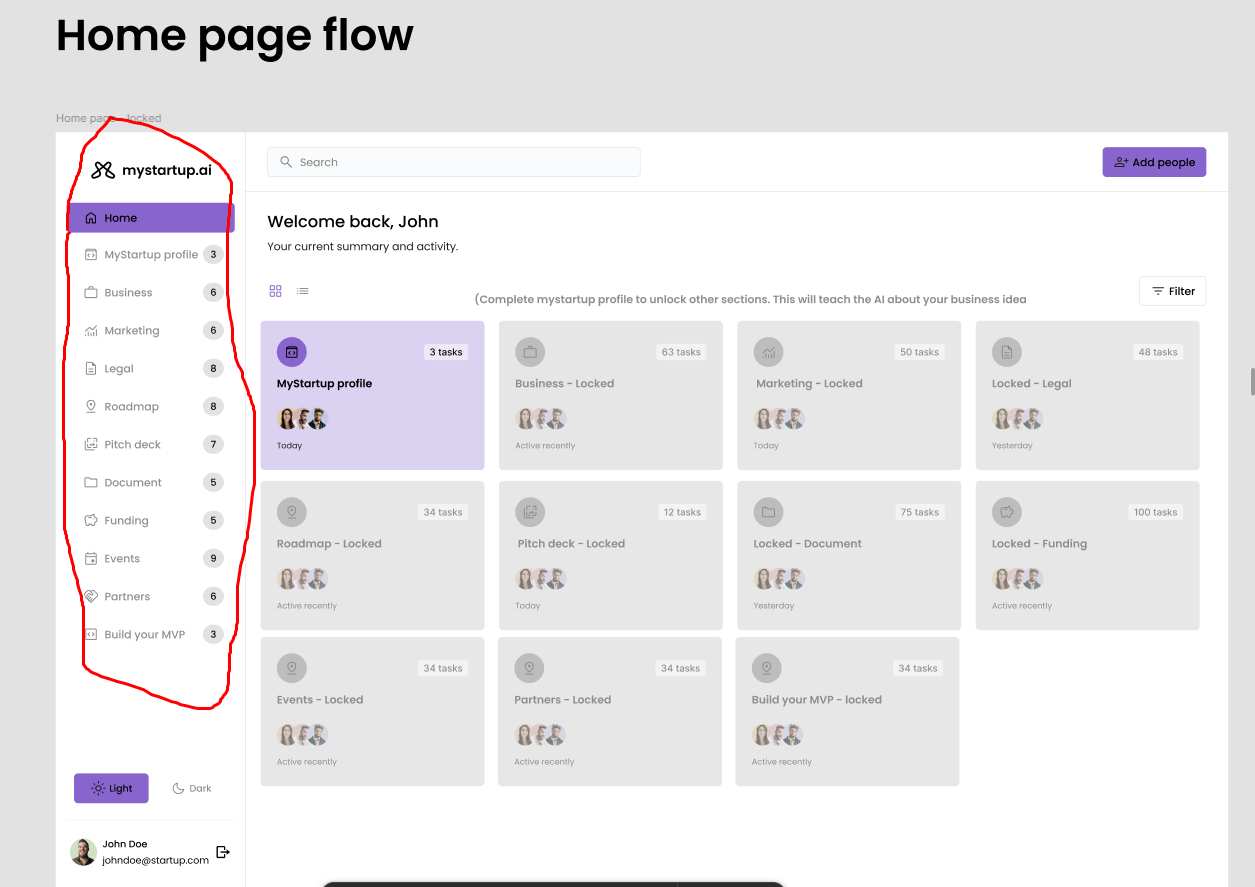 Home page flow
Home page locked
mystartup.ai
Search
Add people
Home
MyStartup profile 3
Business 6
Marketing 6
Legal 8
Roadmap 8
Pitch deck 7
Document 5
Funding 5
Events 9
Partners 6
Build your MVP 3
Light
Dark
John Doe
johndoe@startup.com
Welcome back, John
Your current summary and activity.
(Complete mystartup profile to unlock other sections. This will teach the AI about your business idea
Filter
3 tasks
MyStartup profile
Today
63 tasks
Business - Locked
Active recently
50 tasks
Marketing - Locked
Today
48 tasks
Locked - Legal
Yesterday
34 tasks
Roadmap - Locked
Active recently
12 tasks
Pitch deck - Locked
Today
75 tasks
Locked - Document
Yesterday
100 tasks
Locked - Funding
Active recently
34 tasks
Events - Locked
Active recently
34 tasks
Partners - Locked
Active recently
34 tasks
Build your MVP - locked
Active recently